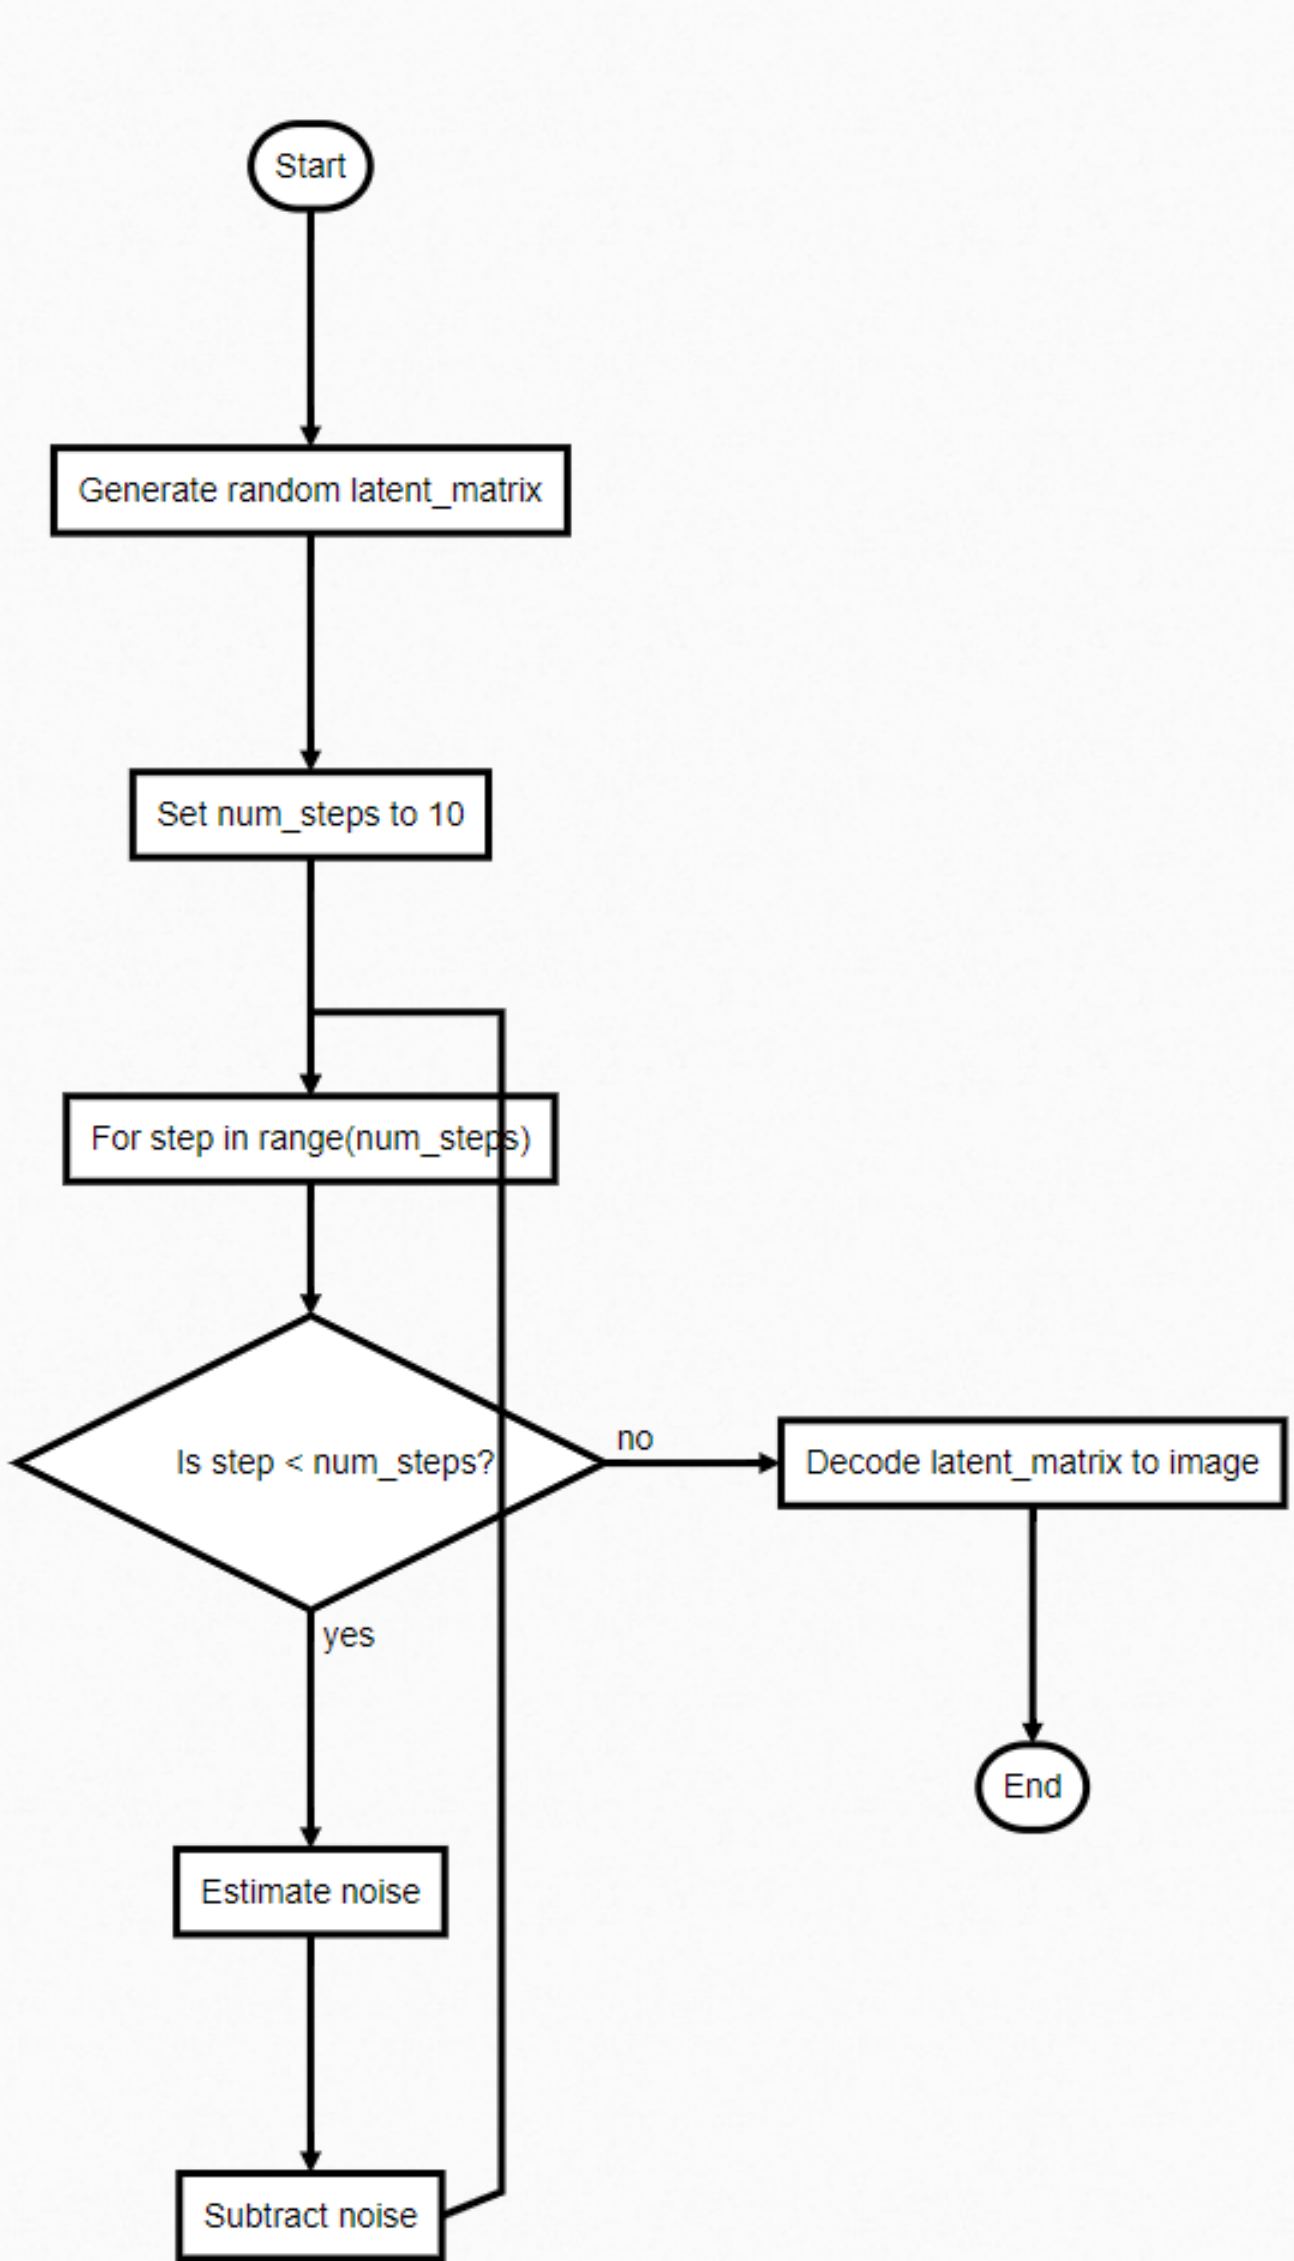 Start
Generate random latent_matrix
Set num_steps to 10
For step in range(num_steps)
Is step < num_steps?
no
Decode latent_matrix to image
yes
End
Estimate noise
Subtract noise